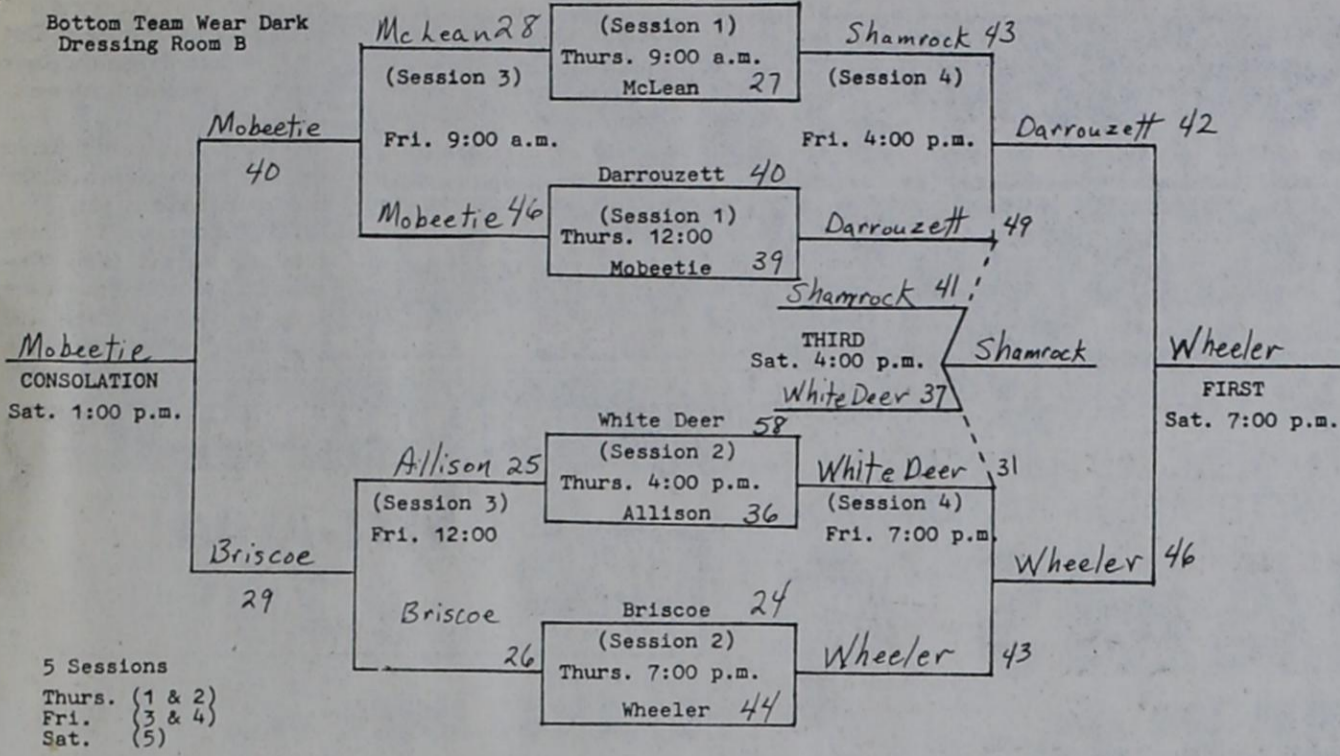 Bottom Team Wear Dark
Dressing Room B
McLean 28
(Session 1)
Thurs. 9:00 a.m.
McLean 27
Shamrock 43
(Session 3)
(Session 4)
Mobeetie
40
Fri. 9:00 a.m.
Fri. 4:00 p.m.
Darrouzett 42
Darrouzett 40
Mobeetie 46
(Session 1)
Thurs. 12:00
Mobeetie 39
Darrouzett 49
Shamrock 41
THIRD
Sat. 4:00 p.m.
Shamrock
White Deer 37
Mobeetie
CONSOLATION
Sat. 1:00 p.m.
Wheeler
FIRST
Sat. 7:00 p.m.
White Deer 58
Allison 25
(Session 2)
Thurs. 4:00 p.m.
Allison 36
White Deer 31
(Session 3)
Fri. 12:00
(Session 4)
Fri. 7:00 p.m.
Briscoe
29
Wheeler 46
Briscoe
26
Briscoe 24
(Session 2)
Thurs. 7:00 p.m.
Wheeler 44
Wheeler 43
5 Sessions
Thurs. (1 & 2)
Fri. (3 & 4)
Sat. (5)